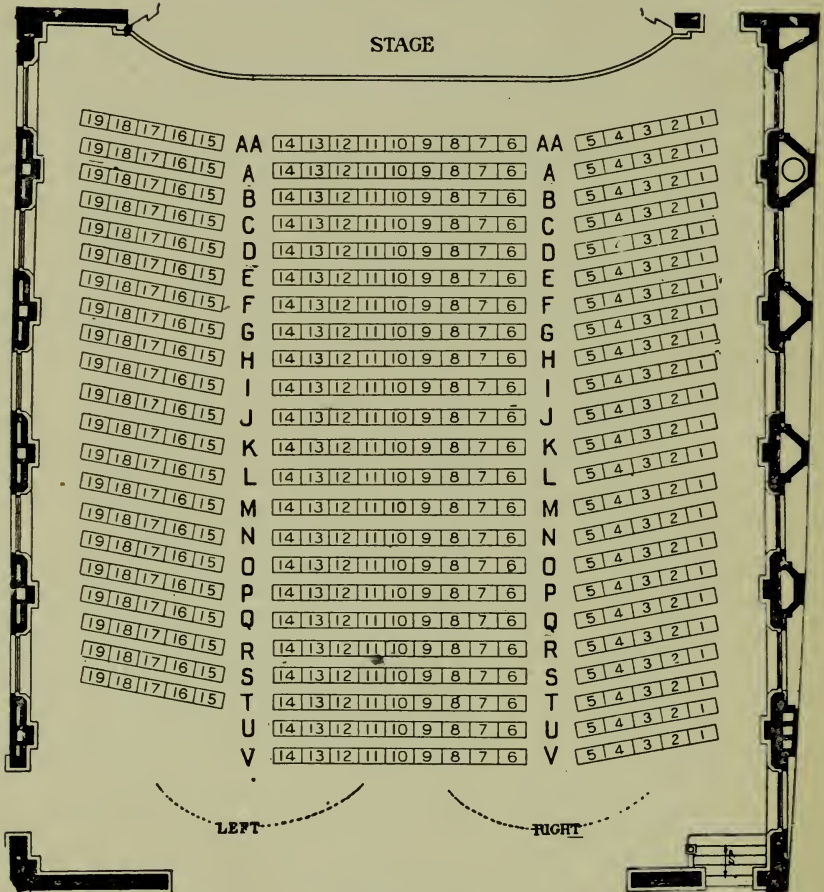 STAGE
19 18 17 16 15 AA 14 13 12 11 10 9 8 7 6 AA 5 4 3 2 1
19 18 17 16 15 A 14 13 12 11 10 9 8 7 6 A 5 4 3 2 1
19 18 17 16 15 B 14 13 12 11 10 9 8 7 6 B 5 4 3 2 1
19 18 17 16 15 C 14 13 12 11 10 9 8 7 6 C 5 4 3 2 1
19 18 17 16 15 D 14 13 12 11 10 9 8 7 6 D 5 3 2 1
19 18 17 16 15 E 14 13 12 11 10 9 8 7 6 E 5 4 3 2 1
19 18 17 16 15 F 14 13 12 11 10 9 8 7 6 F 5 4 3 2 1
19 18 17 16 15 G 14 13 12 11 10 9 8 7 6 G 5 4 3 2 1
19 18 17 16 15 H 14 13 12 11 10 9 8 7 6 H 5 4 3 2 1
19 18 17 16 15 I 14 13 12 11 10 9 8 7 6 I 5 4 3 2 1
19 18 17 16 15 J 14 13 12 11 10 9 8 7 6 J 5 4 3 2 1
19 18 17 16 15 K 14 13 12 11 10 9 8 7 6 K 5 4 3 2 1
19 18 17 16 15 L 14 13 12 11 10 9 8 7 6 L 5 4 3 2 1
19 18 17 16 15 M 14 13 12 11 10 9 8 7 6 M 5 4 3 2 1
19 18 17 16 15 N 14 13 12 11 10 9 8 7 6 N 5 4 3 2 1
19 18 17 16 15 O 14 13 12 11 10 9 8 7 6 O 5 4 3 2 1
19 18 17 16 15 P 14 13 12 11 10 9 8 7 6 P 5 4 3 2 1
19 18 17 16 15 Q 14 13 12 11 10 9 8 7 6 Q 5 4 3 2 1
19 18 17 16 15 R 14 13 12 11 10 9 8 7 6 R 5 4 3 2 1
19 18 17 16 15 S 14 13 12 11 10 9 8 7 6 S 5 4 3 2 1
19 18 17 16 15 T 14 13 12 11 10 9 8 7 6 T 5 4 3 2 1
U 14 13 12 11 10 9 8 7 6 U 5 4 3 2 1
V 14 13 12 11 10 9 8 7 6 V 5 4 3 2 1
LEFT RIGHT
UP